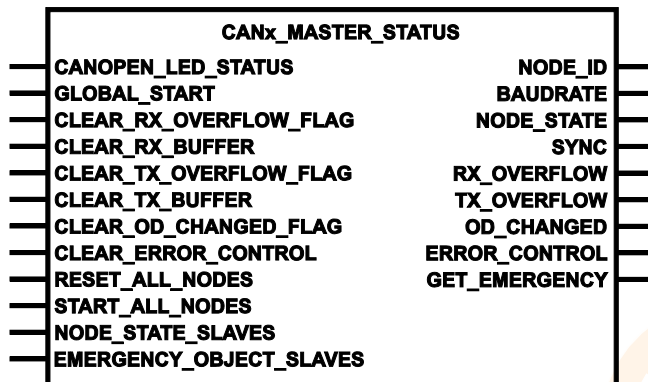 CANx_MASTER_STATUS
CANOPEN_LED_STATUS NODE_ID
GLOBAL_START BAUDRATE
CLEAR_RX_OVERFLOW_FLAG NODE_STATE
CLEAR_RX_BUFFER SYNC
CLEAR_TX_OVERFLOW_FLAG RX_OVERFLOW
CLEAR_TX_BUFFER TX_OVERFLOW
CLEAR_OD_CHANGED_FLAG OD_CHANGED
CLEAR_ERROR_CONTROL ERROR_CONTROL
RESET_ALL_NODES GET_EMERGENCY
START_ALL_NODES
NODE_STATE_SLAVES
EMERGENCY_OBJECT_SLAVES